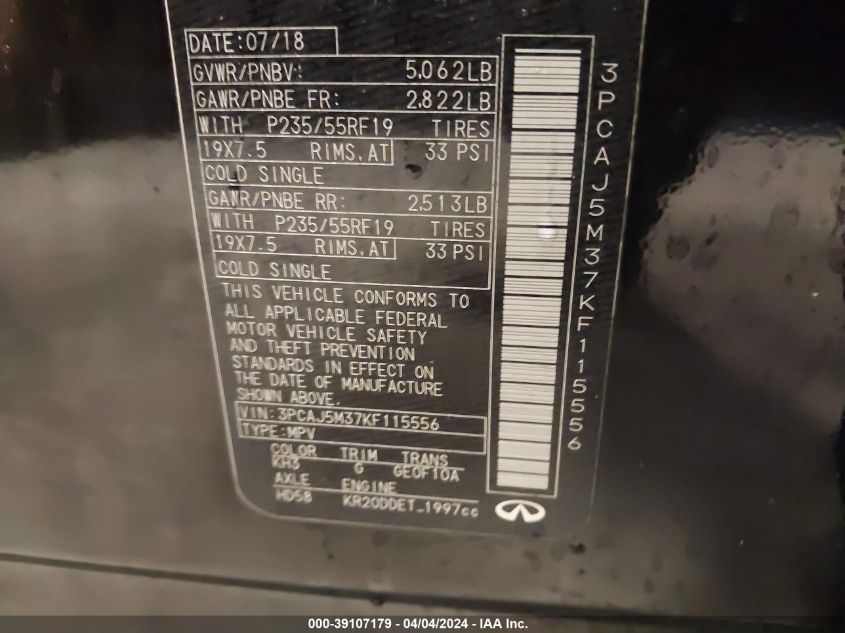 DATE:07/18
GVWR/PNBV: 5.062LB
GAWR/PNBE FR: 2.822LB
WITH P235/55RF19 TIRES
19X7.5 RIMS.AT 33 PSI
COLD SINGLE
GAWR/PNBE RR: 2.513LB
WITH P235/55RF19 TIRES
19X7.5 RIMS.AT 33 PSI
COLD SINGLE
THIS VEHICLE CONFORMS TO
ALL APPLICABLE FEDERAL
MOTOR VEHICLE SAFETY
AND THEFT PREVENTION
STANDARDS IN EFFECT ON
THE DATE OF MANUFACTURE
SHOWN ABOVE.
VIN:3PCAJ5M37KF115556
TYPE:MPV
COLOR TRIM TRANS
KH3 G GE0F10A
AXLE ENGINE
HD58 KR20DDET_1997cc
3PCAJ5M37KF115556
000-39107179 - 04/04/2024 - IAA Inc.